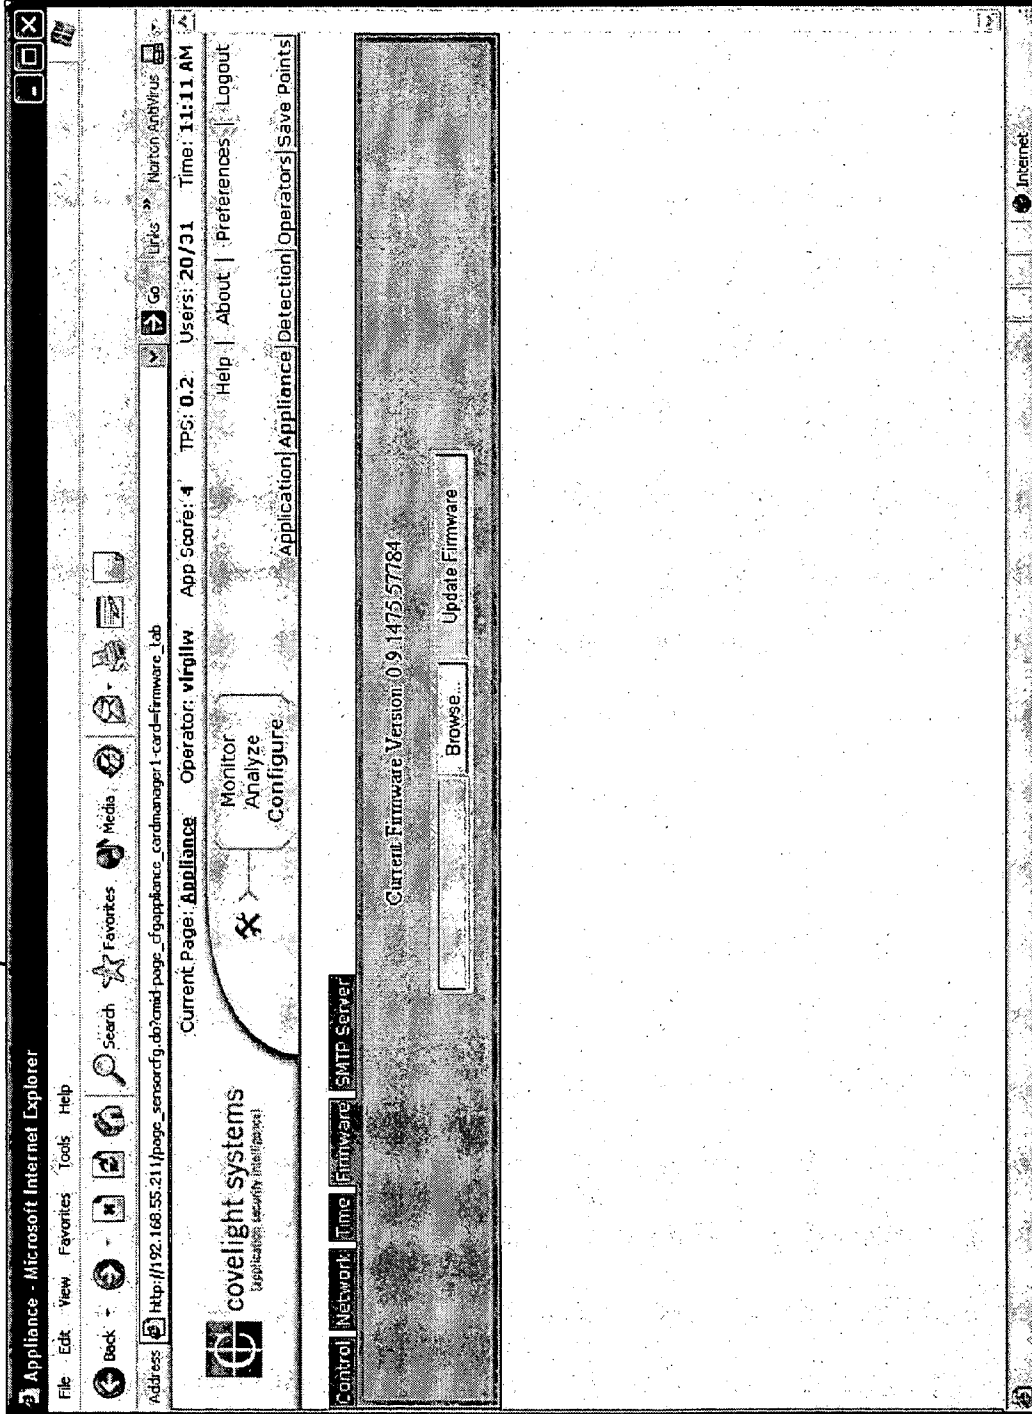 Appliance - Microsoft Internet Explorer
File Edit View Favorites Tools Help
Back Search Favorites Media
Address http://192.168.55.211/page_sensorcfg.do?cmid-page_cfgappliance_cardmanager1-card=firmware_tab Go Links » Norton AntiVirus
Current Page: Appliance Operator: virgilw App Score: 4 TPS: 0.2 Users: 20/31 Time: 11:11 AM
covelight systems
[application security intelligence]
Monitor
Analyze
Configure
Help | About | Preferences | Logout
Application Appliance Detection Operators Save Points
Control Network Time Firmware SMTP Server
Current Firmware Version: 0.9.1475.57784
Browse... Update Firmware
Internet